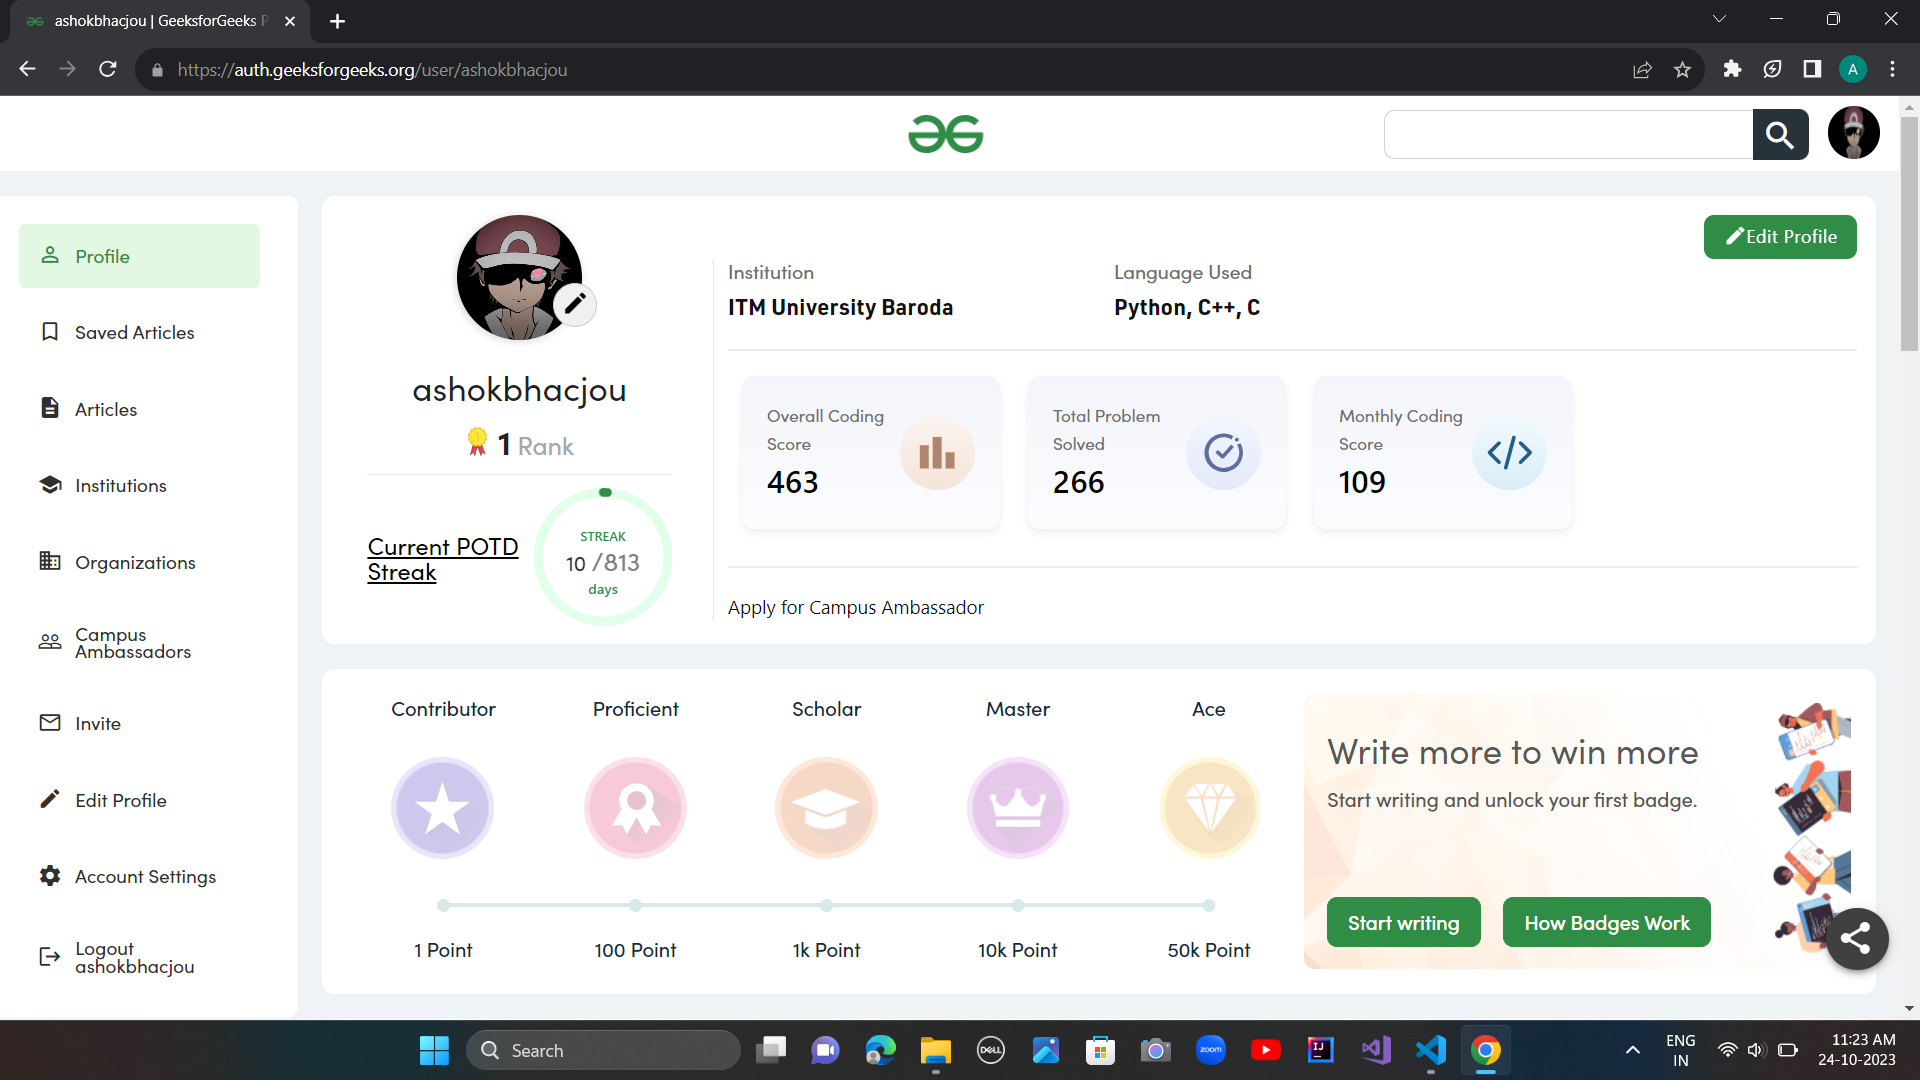 ashokbhacjou | GeeksforGeeks P
https://auth.geeksforgeeks.org/user/ashokbhacjou
A
Edit Profile
Profile
Saved Articles
Articles
Institutions
Organizations
Campus
Ambassadors
Invite
Edit Profile
Account Settings
Logout
ashokbhacjou
ashokbhacjou
1 Rank
Current POTD
Streak
STREAK
10 /813
days
Institution
ITM University Baroda
Language Used
Python, C++, C
Overall Coding
Score
463
Total Problem
Solved
266
Monthly Coding
Score
109
Apply for Campus Ambassador
Contributor
Proficient
Scholar
Master
Ace
1 Point
100 Point
1k Point
10k Point
50k Point
Write more to win more
Start writing and unlock your first badge.
Start writing
How Badges Work
Search
DELL
zoom
IJ
ENG
IN
11:23 AM
24-10-2023